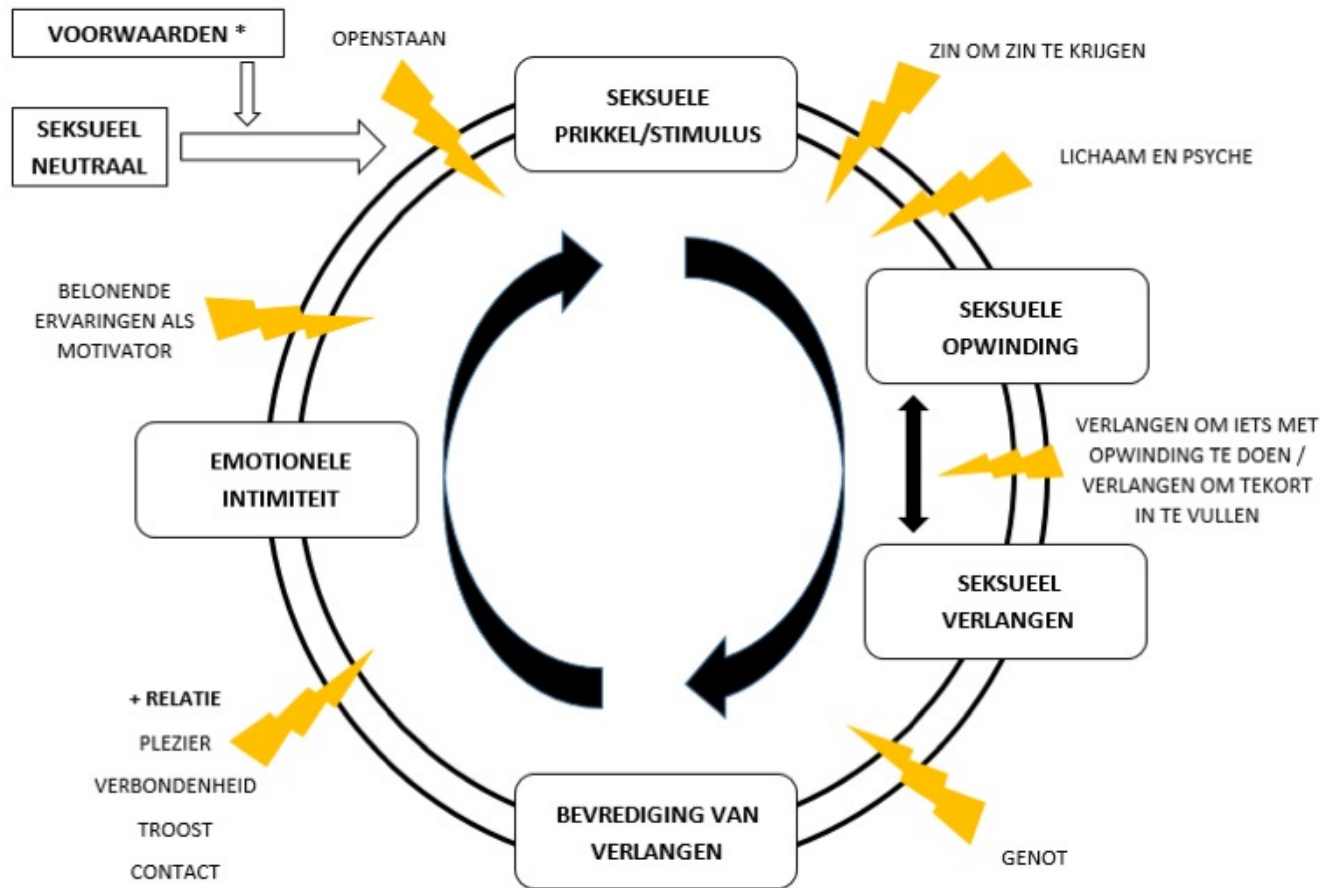 VOORWAARDEN *
OPENSTAAN
SEKSUEEL
NEUTRAAL
SEKSUELE
PRIKKEL/STIMULUS
ZIN OM ZIN TE KRIJGEN
LICHAAM EN PSYCHE
SEKSUELE
OPWINDING
VERLANGEN OM IETS MET
OPWINDING TE DOEN /
VERLANGEN OM TEKORT
IN TE VULLEN
SEKSUEEL
VERLANGEN
GENOT
BEVREDIGING VAN
VERLANGEN
+ RELATIE
PLEZIER
VERBONDENHEID
TROOST
CONTACT
EMOTIONELE
INTIMITEIT
BELONENDE
ERVARINGEN ALS
MOTIVATOR